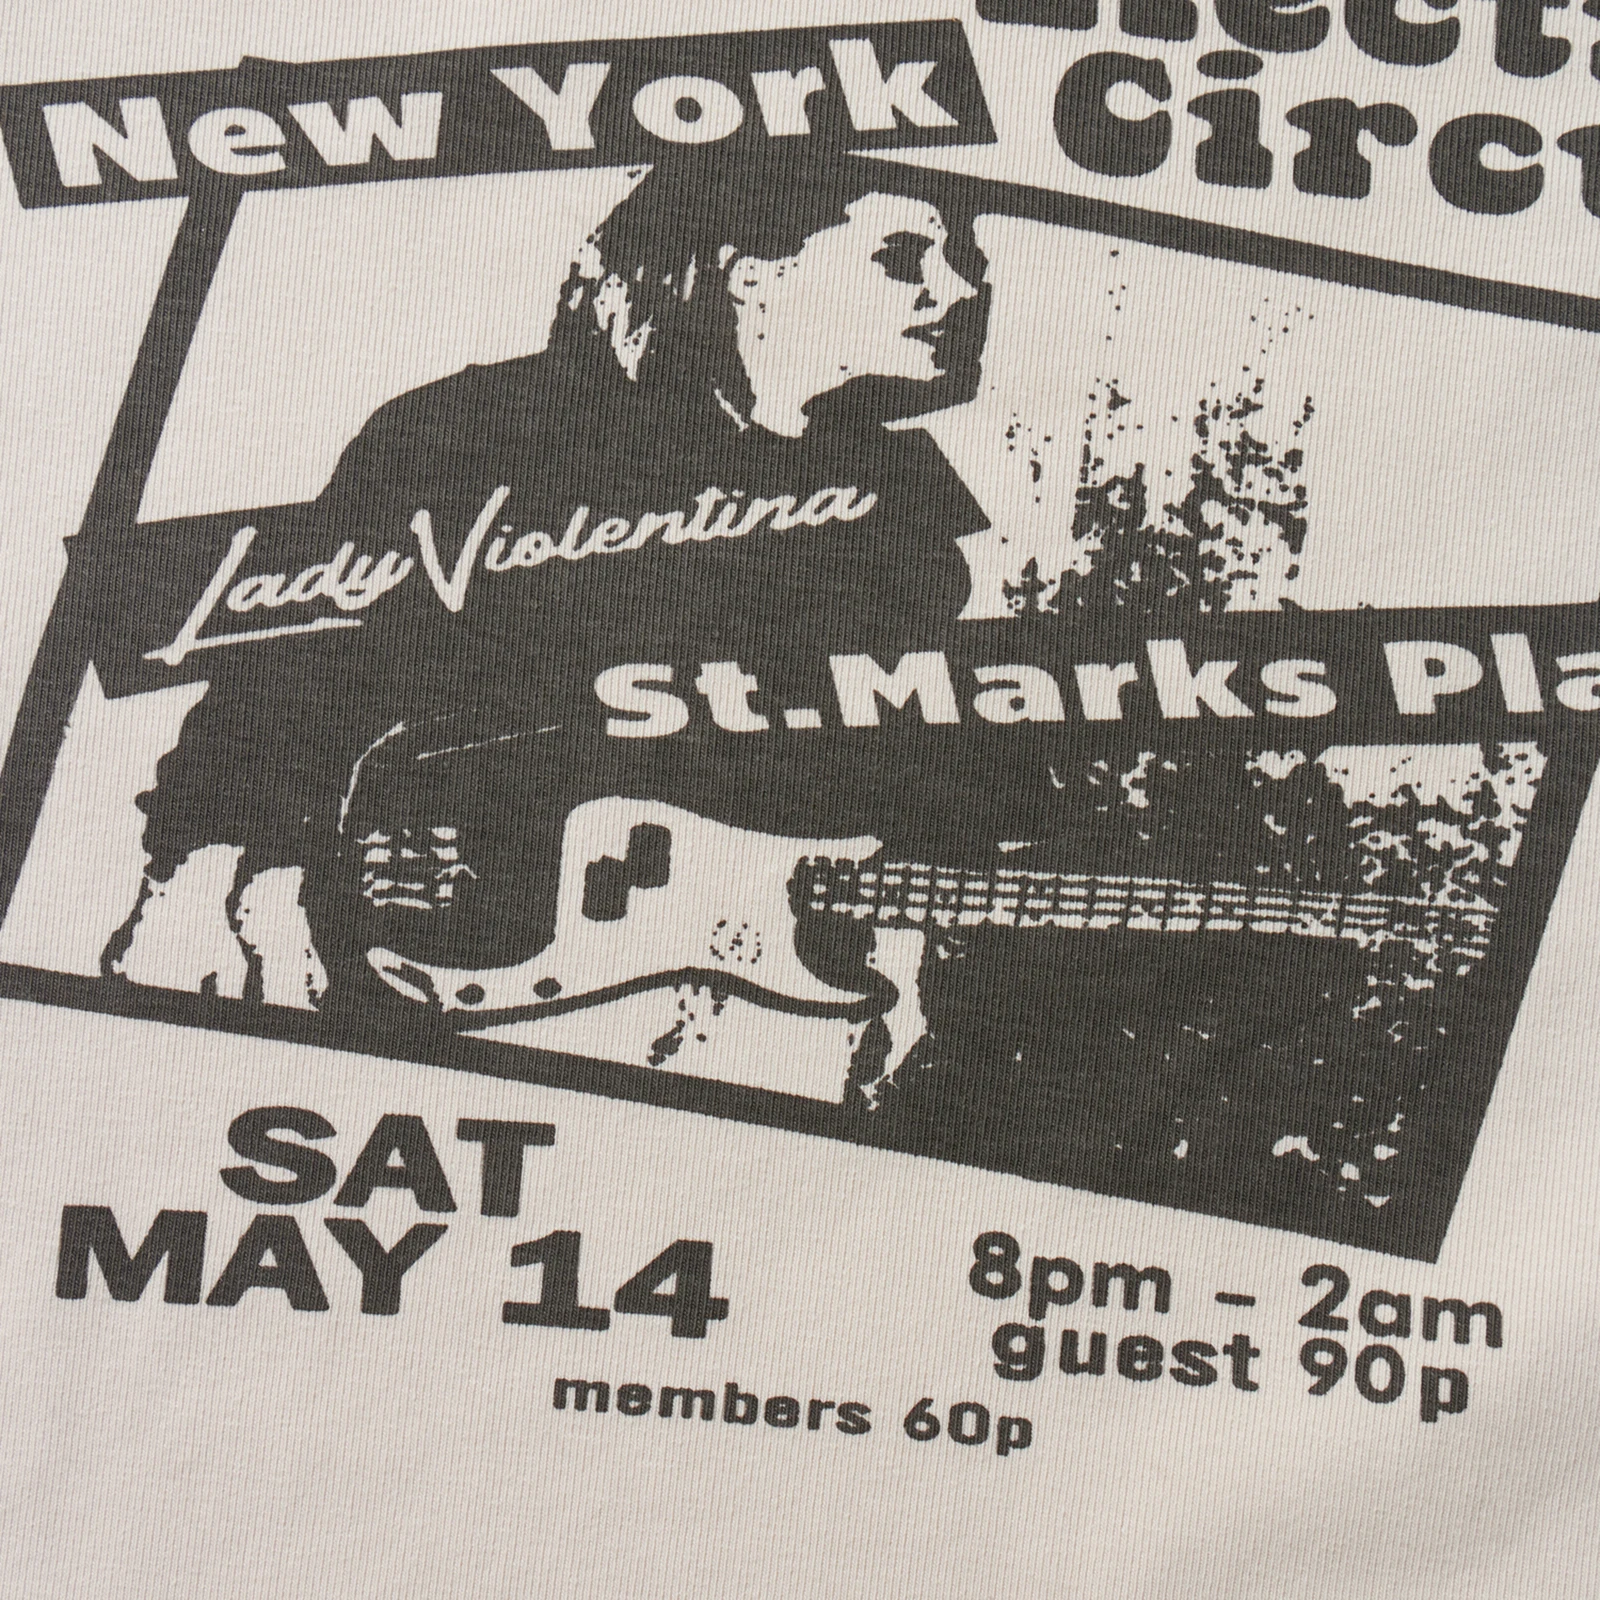 New York
Circ
Lady Violentina
St.Marks Pla
SAT
MAY 14
8pm - 2am
guest 90p
members 60p